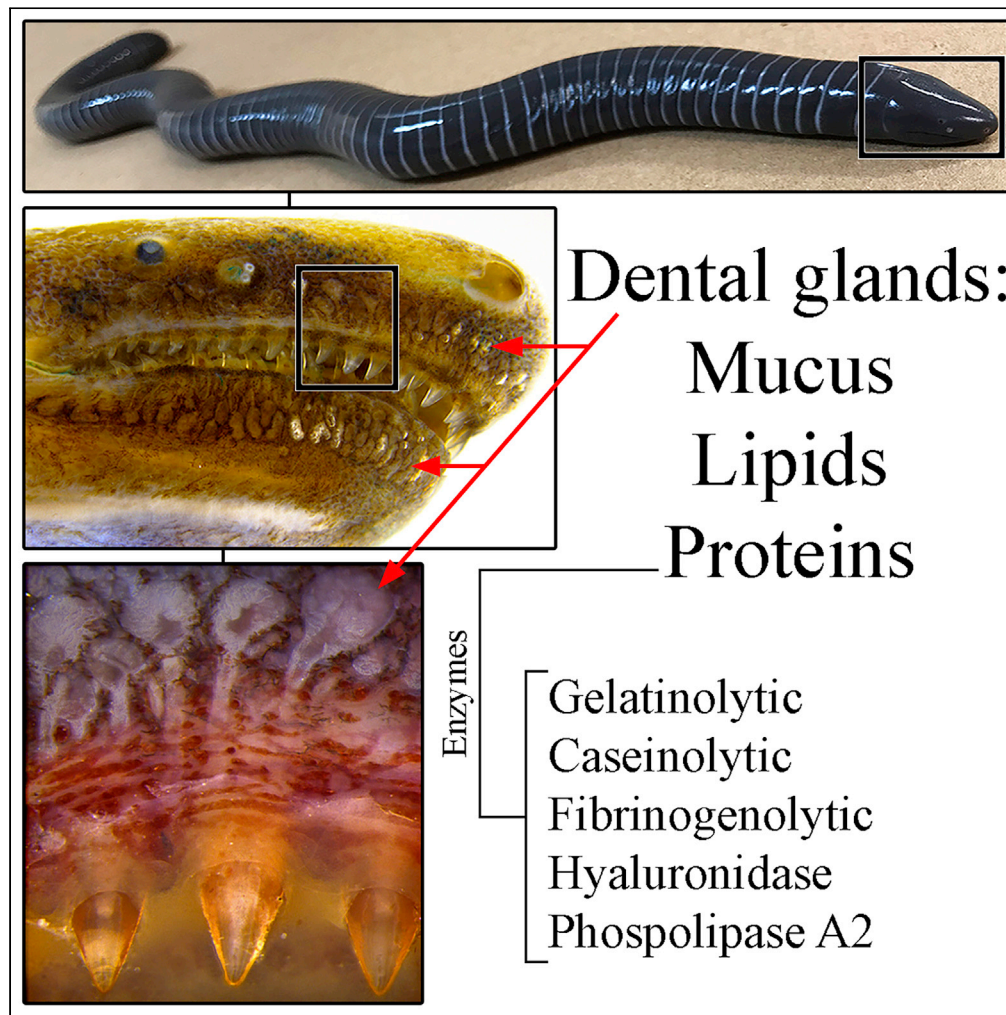 Dental glands:
Mucus
Lipids
Proteins
Enzymes
Gelatinolytic
Caseinolytic
Fibrinogenolytic
Hyaluronidase
Phospolipase A2